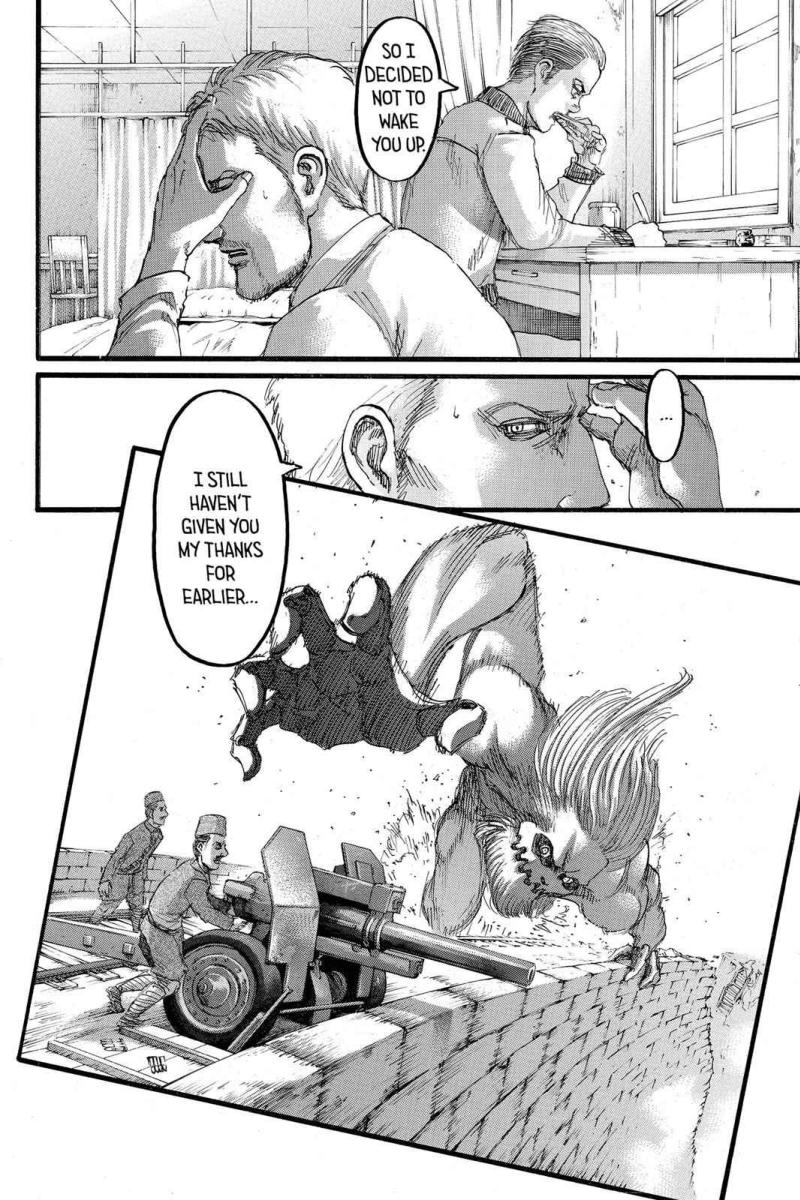 SO I
DECIDED
NOT TO
WAKE
YOU UP.
...
I STILL
HAVEN'T
GIVEN YOU
MY THANKS
FOR
EARLIER...